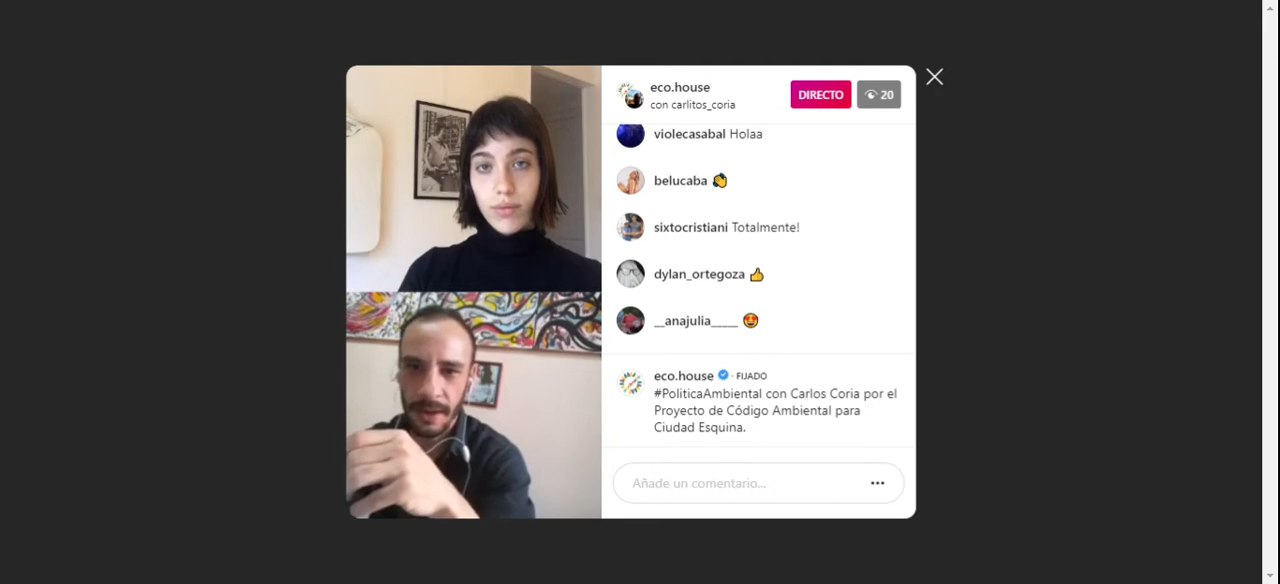 eco.house
con carlitos_coria
DIRECTO
20
violecasabal Holaa
belucaba 👏
sixtocristiani Totalmente!
dylan_ortegoza 👍
__anajulia_____ 😍
eco.house · FIJADO
#PoliticaAmbiental con Carlos Coria por el
Proyecto de Código Ambiental para
Ciudad Esquina.
Añade un comentario...